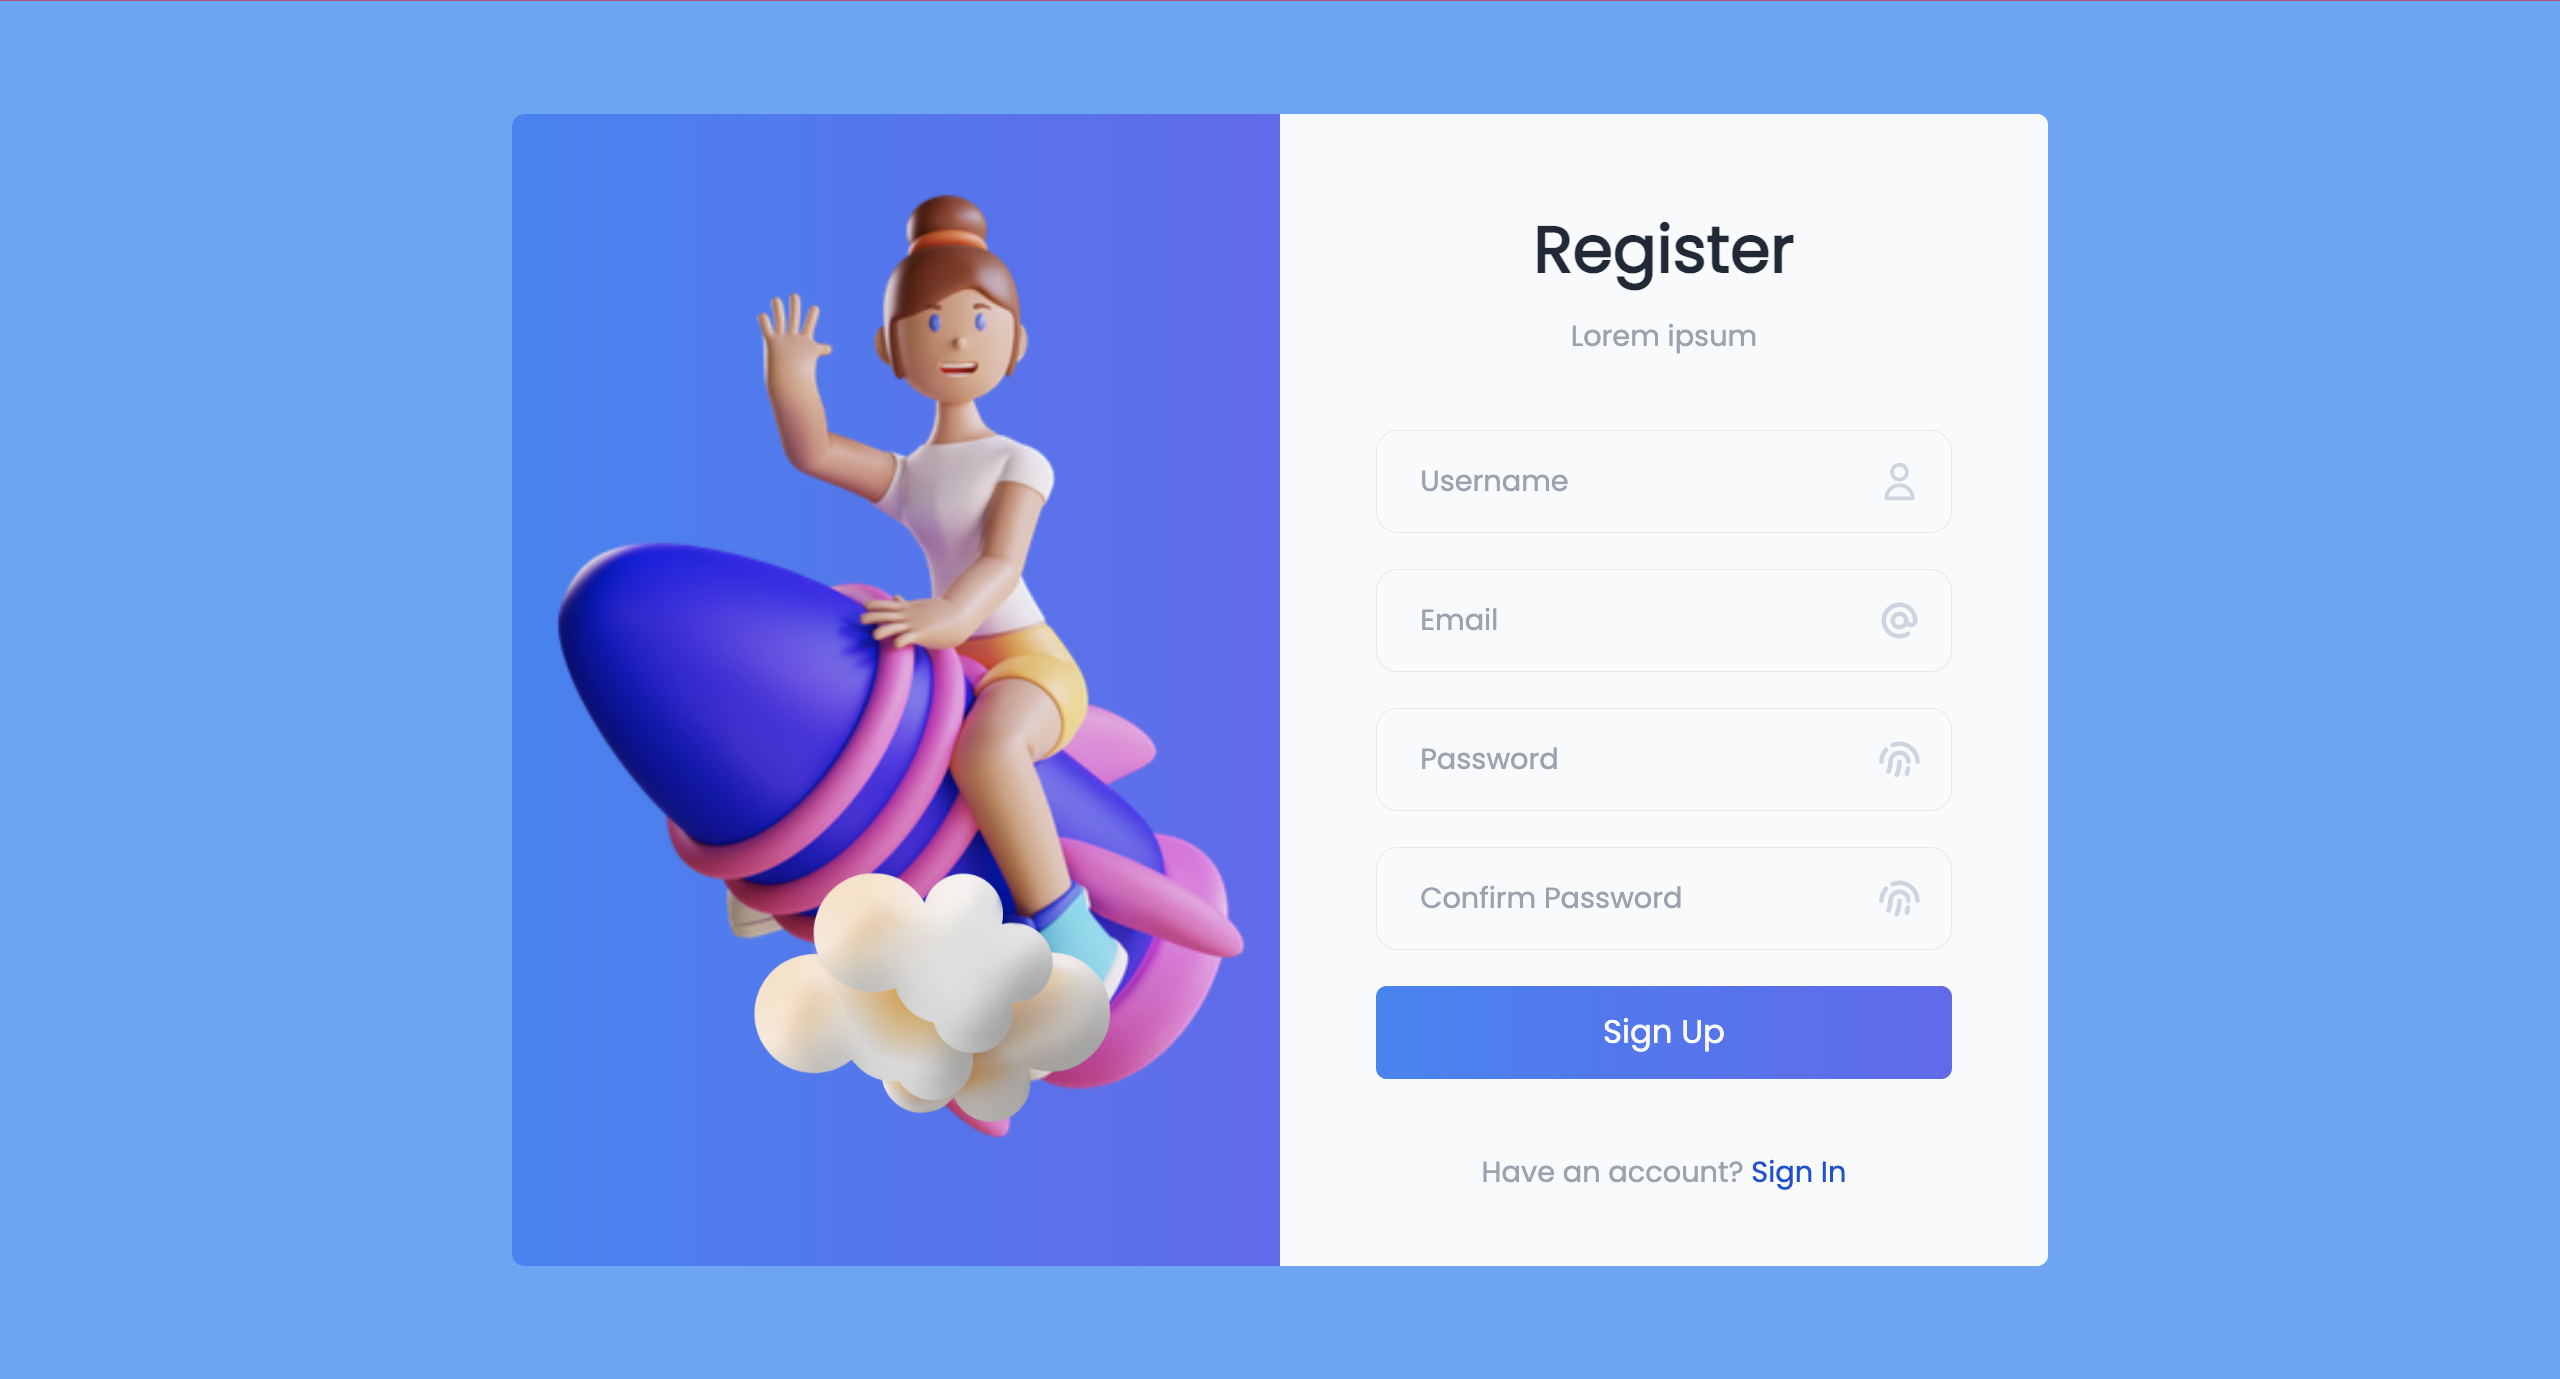 Register
Lorem ipsum
Username
Email
Password
Confirm Password
Sign Up
Have an account? Sign In